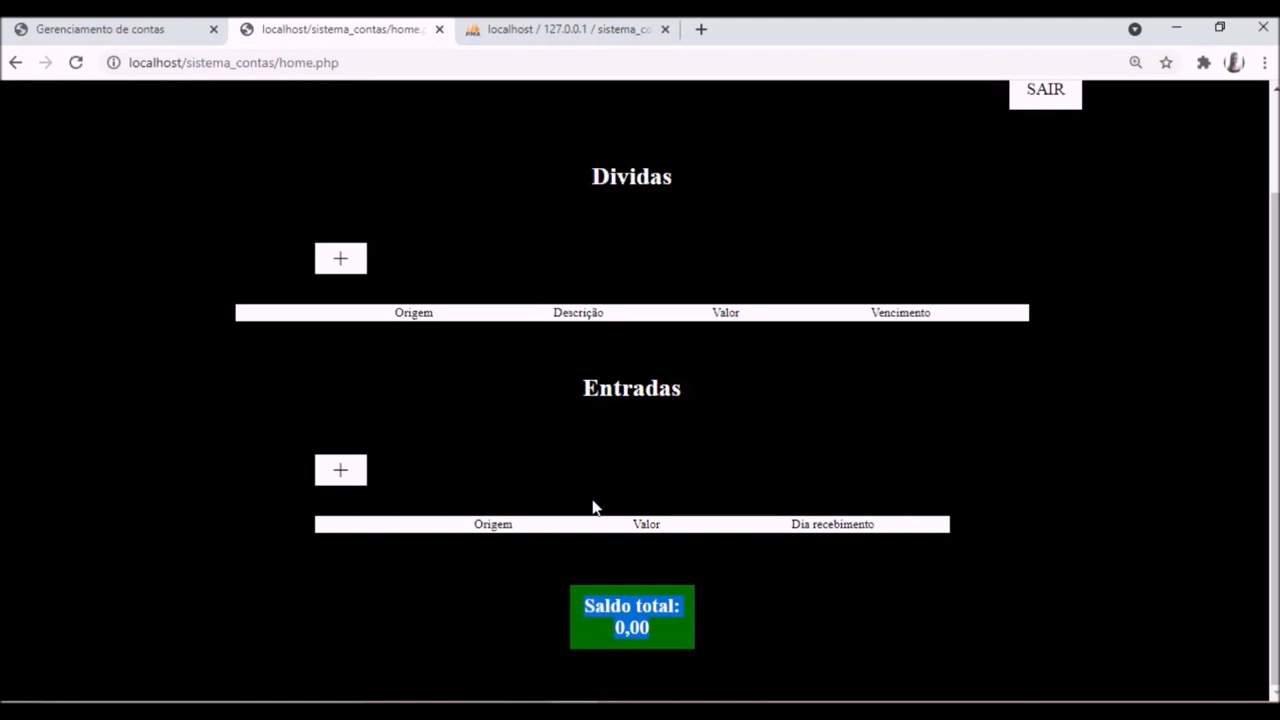 Gerenciamento de contas
localhost/sistema_contas/home.
localhost / 127.0.0.1 / sistema_co
localhost/sistema_contas/home.php
SAIR
Dividas
+
Origem Descrição Valor Vencimento
Entradas
+
Origem Valor Dia recebimento
Saldo total:
0,00